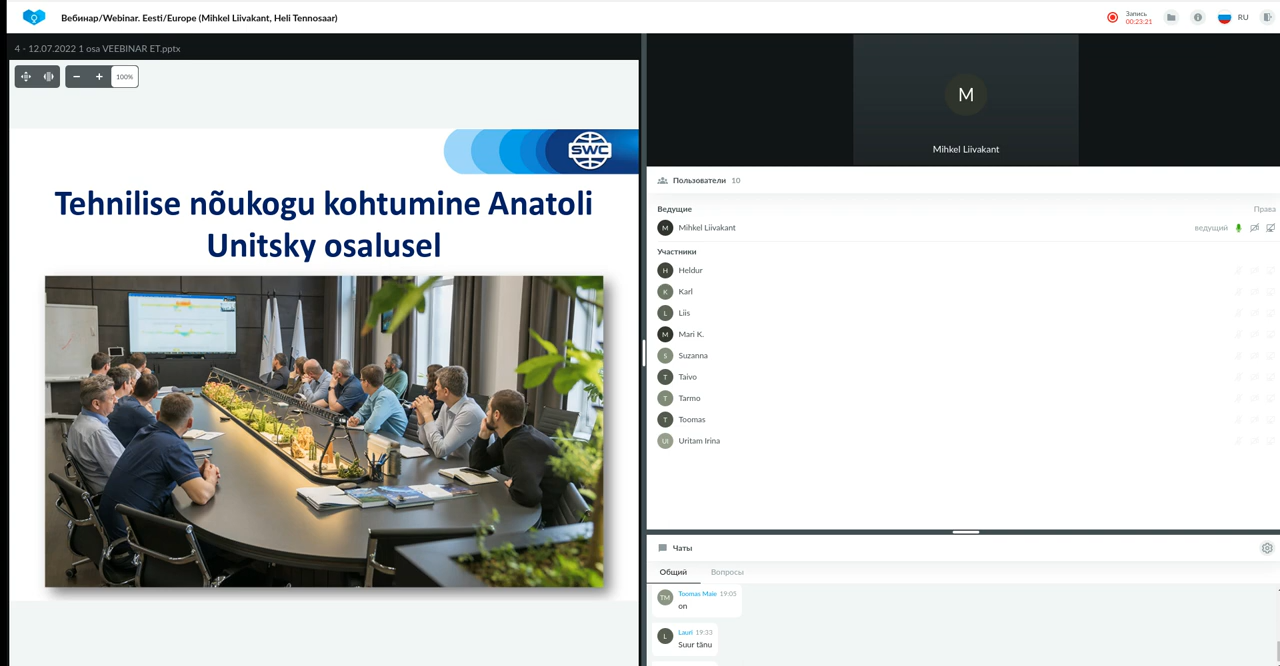 Вебинар/Webinar. Eesti/Europe (Mihkel Liivakant, Heli Tennosaar)
Запись
00:23:21
RU
4 - 12.07.2022 1 osa VEEBINAR ET.pptx
100%
SWC
Tehnilise nõukogu kohtumine Anatoli
Unitsky osalusel
M
Mihkel Liivakant
Пользователи 10
Ведущие Права
M Mihkel Liivakant ведущий
Участники
H Heldur
K Karl
L Liis
M Mari K.
S Suzanna
T Taivo
T Tarmo
T Toomas
UI Uritam Irina
Чаты
Общий Вопросы
TM Toomas Maie 19:05
on
L Lauri 19:33
Suur tänu